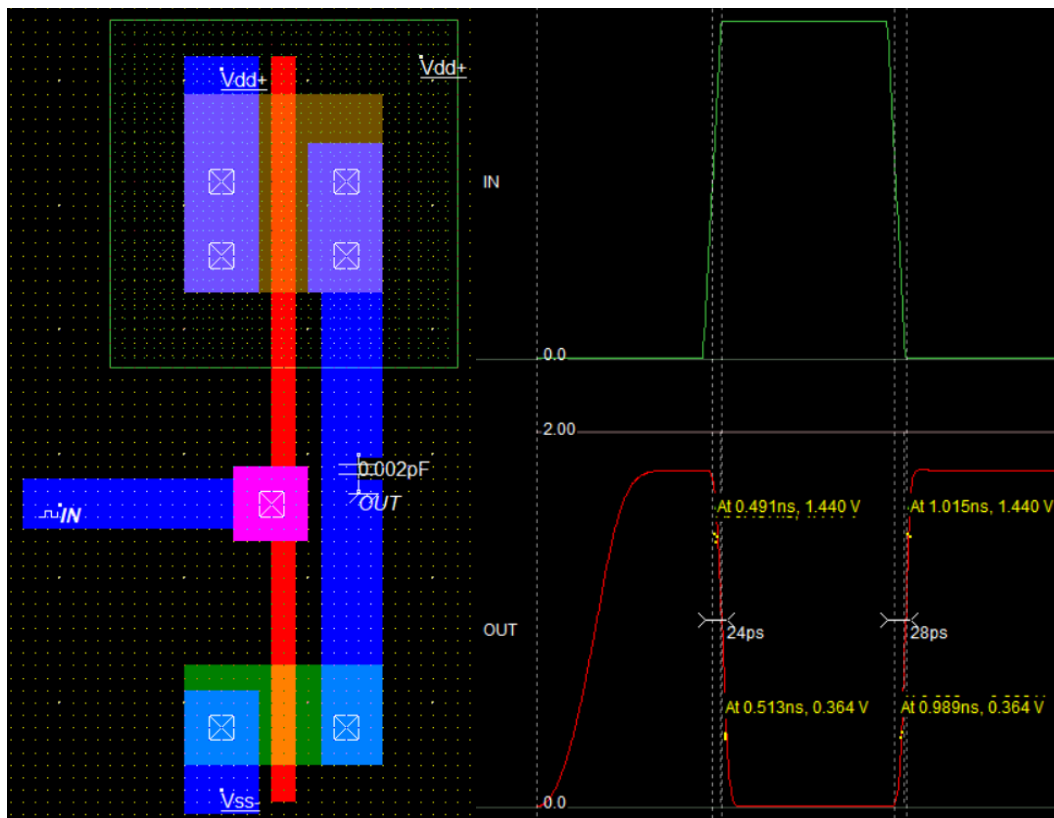 Vdd+
Vdd+
0.002pF
IN
OUT
Vss-
IN
0.0
2.00
At 0.491ns, 1.440 V
At 1.015ns, 1.440 V
OUT
24ps
28ps
At 0.513ns, 0.364 V
At 0.989ns, 0.364 V
0.0